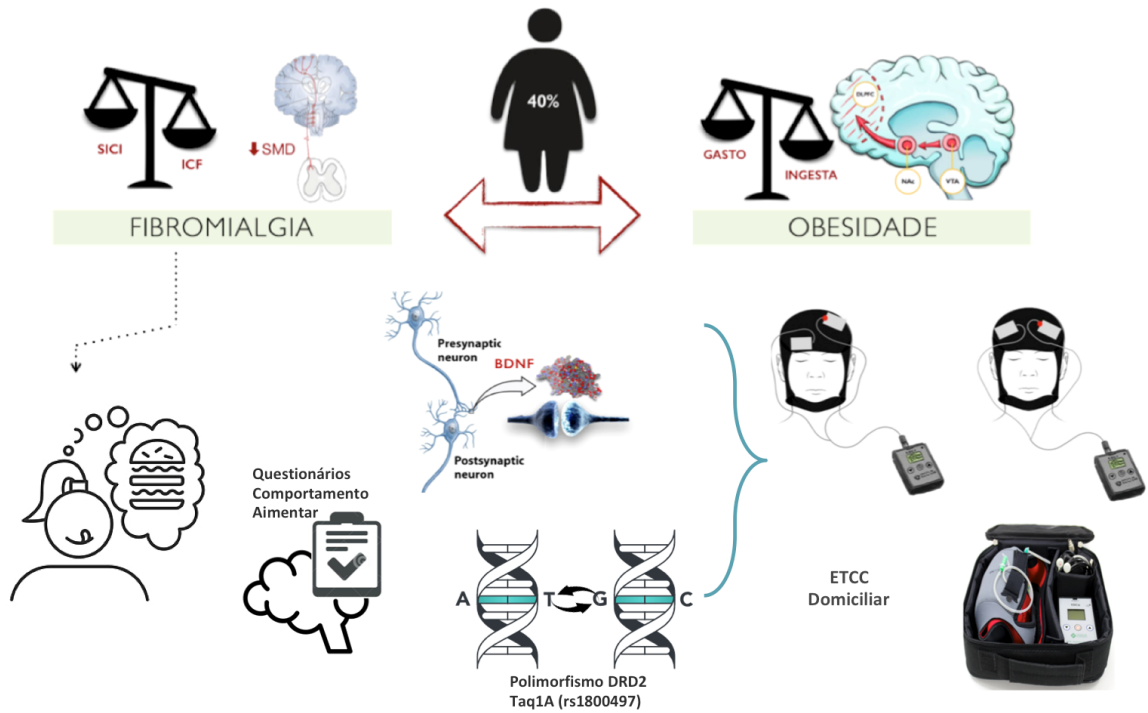 40%
SICI
ICF
SMD
FIBROMIALGIA
GASTO
INGESTA
DLPFC
NAc
VTA
OBESIDADE
Presynaptic
neuron
BDNF
Postsynaptic
neuron
Questionários
Comportamento
Alimentar
A T G C
Polimorfismo DRD2
Taq1A (rs1800497)
ETCC
Domiciliar